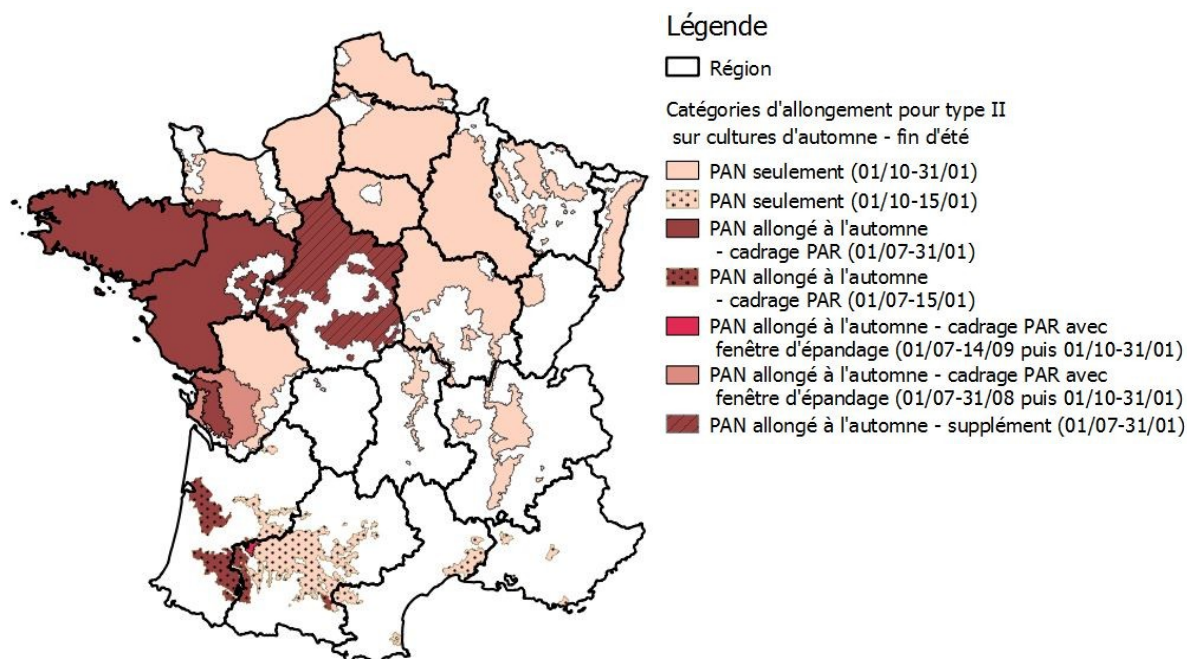 Légende
Région
Catégories d'allongement pour type II
sur cultures d'automne - fin d'été
PAN seulement (01/10-31/01)
PAN seulement (01/10-15/01)
PAN allongé à l'automne
- cadrage PAR (01/07-31/01)
PAN allongé à l'automne
- cadrage PAR (01/07-15/01)
PAN allongé à l'automne - cadrage PAR avec
fenêtre d'épandage (01/07-14/09 puis 01/10-31/01)
PAN allongé à l'automne - cadrage PAR avec
fenêtre d'épandage (01/07-31/08 puis 01/10-31/01)
PAN allongé à l'automne - supplément (01/07-31/01)